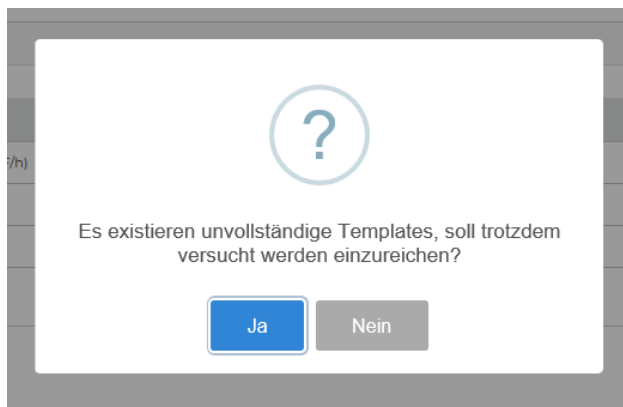 ?
/h)
Es existieren unvollständige Templates, soll trotzdem
versucht werden einzureichen?
Ja
Nein